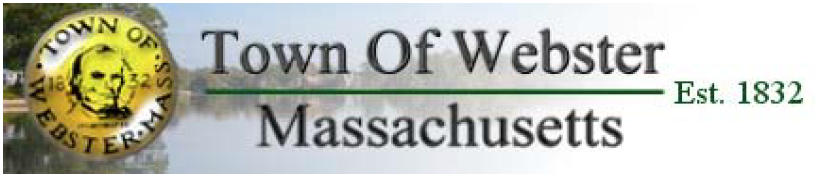 TOWN OF
WEBSTER MASS
18 32
Town Of Webster
Massachusetts
Est. 1832